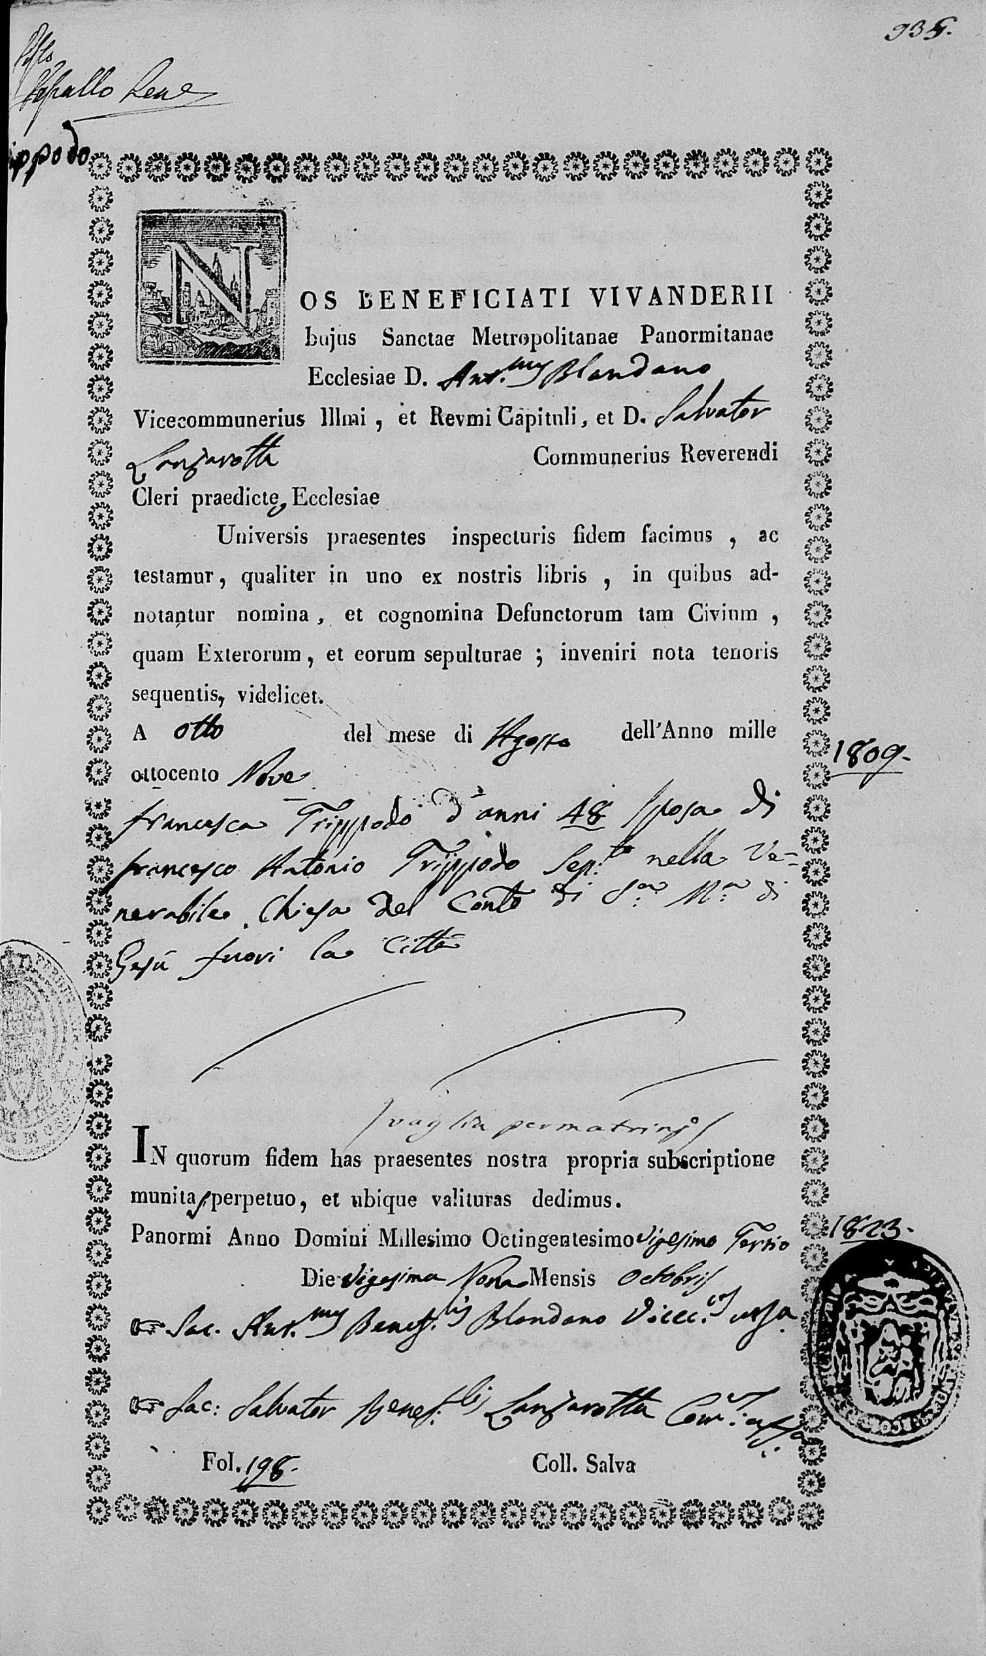 935.
ippodo
NOS BENEFICIATI VIVANDERII
hujus Sanctae Metropolitanae Panormitanae
Ecclesiae D. Ant.nus Blandano
Vicecommunerius Illmi, et Revmi Capituli, et D. Salvator
Lanzarotta Communerius Reverendi
Cleri praedicte Ecclesiae
Universis praesentes inspecturis fidem facimus, ac
testamur, qualiter in uno ex nostris libris, in quibus ad-
notantur nomina, et cognomina Defunctorum tam Civium,
quam Exterorum, et eorum sepulturae; inveniri nota tenoris
sequentis, videlicet.
A otto del mese di Agosto dell'Anno mille
ottocento Nove 1809.
francesca Trippodo d'anni 48 sposa di
francesco Antonio Trippodo Sep.ta nella Ve=
nerabile Chiesa del Conto di S.a M.a di
Gesù fuori la Città
vaglia per matrim.o
IN quorum fidem has praesentes nostra propria subscriptione
munitas perpetuo, et ubique valituras dedimus.
Panormi Anno Domini Millesimo Octingentesimo Vigesimo Tertio 1823.
Die Vigesima Nona Mensis Octobris
Sac. Ant.nus Benef.lis Blandano Vicec.us
Sac: Salvator Benef.lis Lanzarotta Com.us
Fol. 198. Coll. Salva